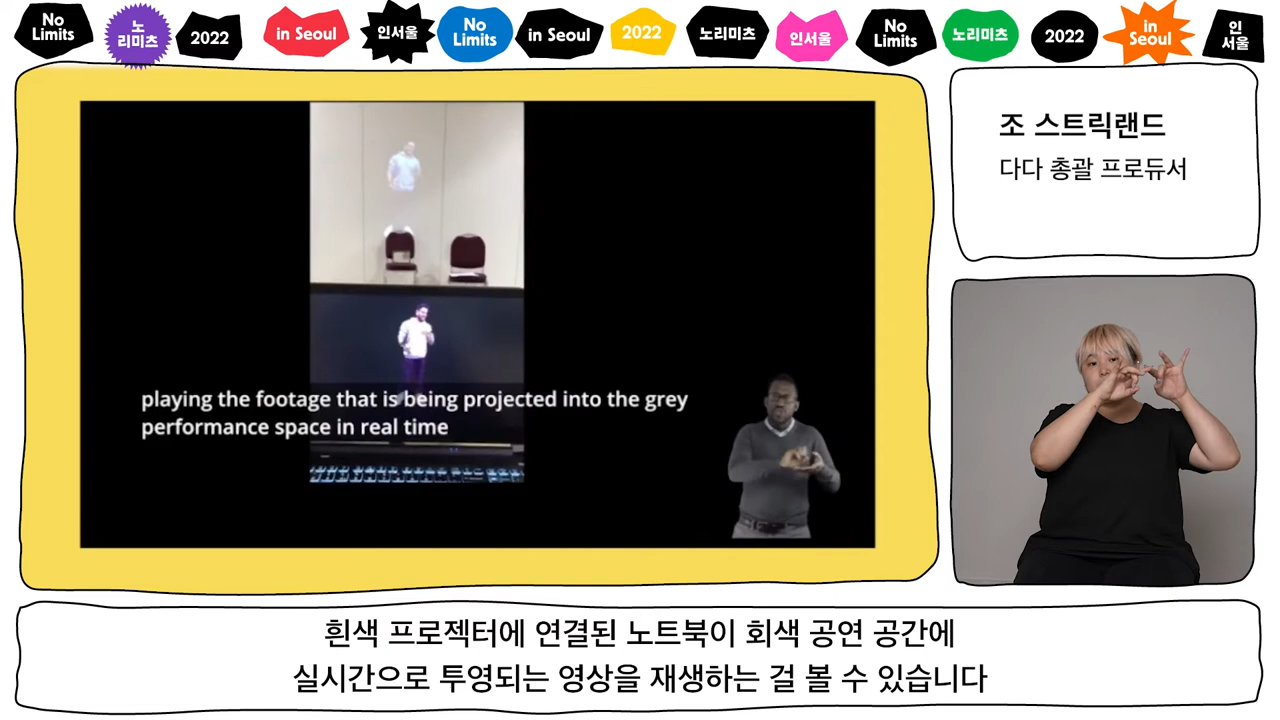 No
Limits
노
리미츠
2022
in Seoul
인서울
No
Limits
in Seoul
2022
노리미츠
인서울
No
Limits
노리미츠
2022
in
Seoul
인
서울
조 스트릭랜드
다다 총괄 프로듀서
playing the footage that is being projected into the grey
performance space in real time
흰색 프로젝터에 연결된 노트북이 회색 공연 공간에
실시간으로 투영되는 영상을 재생하는 걸 볼 수 있습니다